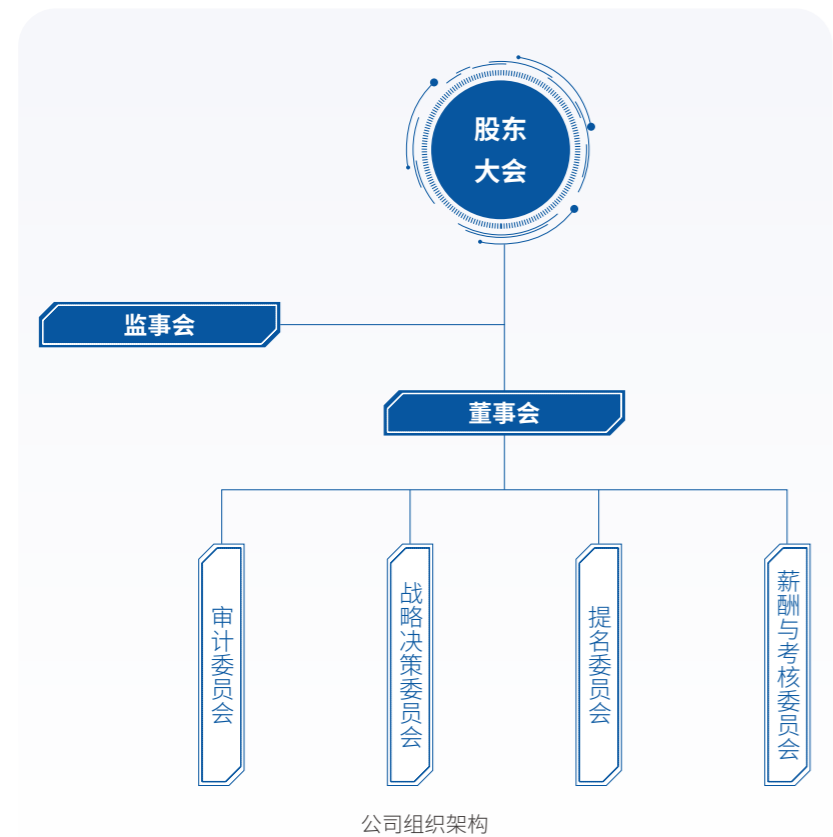 股东
大会
监事会
董事会
审计委员会
战略决策委员会
提名委员会
薪酬与考核委员会
公司组织架构